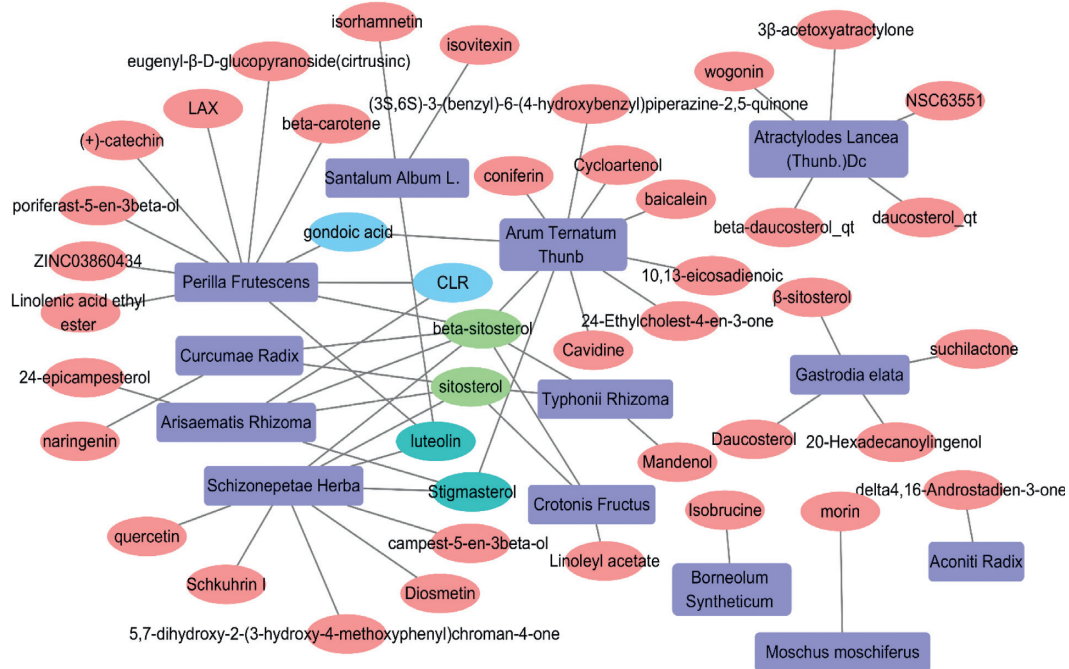 isorhamnetin
3β-acetoxyatractylone
isovitexin
eugenyl-β-D-glucopyranoside(cirtrusinc)
wogonin
(3S,6S)-3-(benzyl)-6-(4-hydroxybenzyl)piperazine-2,5-quinone
NSC63551
LAX
beta-carotene
(+)-catechin
Atractylodes Lancea
(Thunb.)Dc
Santalum Album L.
coniferin
Cycloartenol
baicalein
poriferast-5-en-3beta-ol
gondoic acid
Arum Ternatum
Thunb
beta-daucosterol_qt
daucosterol_qt
ZINC03860434
Perilla Frutescens
CLR
10,13-eicosadienoic
Linolenic acid ethyl
ester
β-sitosterol
beta-sitosterol
24-Ethylcholest-4-en-3-one
Curcumae Radix
Cavidine
suchilactone
24-epicampesterol
sitosterol
Gastrodia elata
Typhonii Rhizoma
Arisaematis Rhizoma
naringenin
luteolin
Daucosterol
20-Hexadecanoylingenol
Mandenol
Schizonepetae Herba
Stigmasterol
delta4,16-Androstadien-3-one
Crotonis Fructus
Isobrucine
morin
quercetin
campest-5-en-3beta-ol
Linoleyl acetate
Aconiti Radix
Schkuhrin I
Diosmetin
Borneolum
Syntheticum
5,7-dihydroxy-2-(3-hydroxy-4-methoxyphenyl)chroman-4-one
Moschus moschiferus